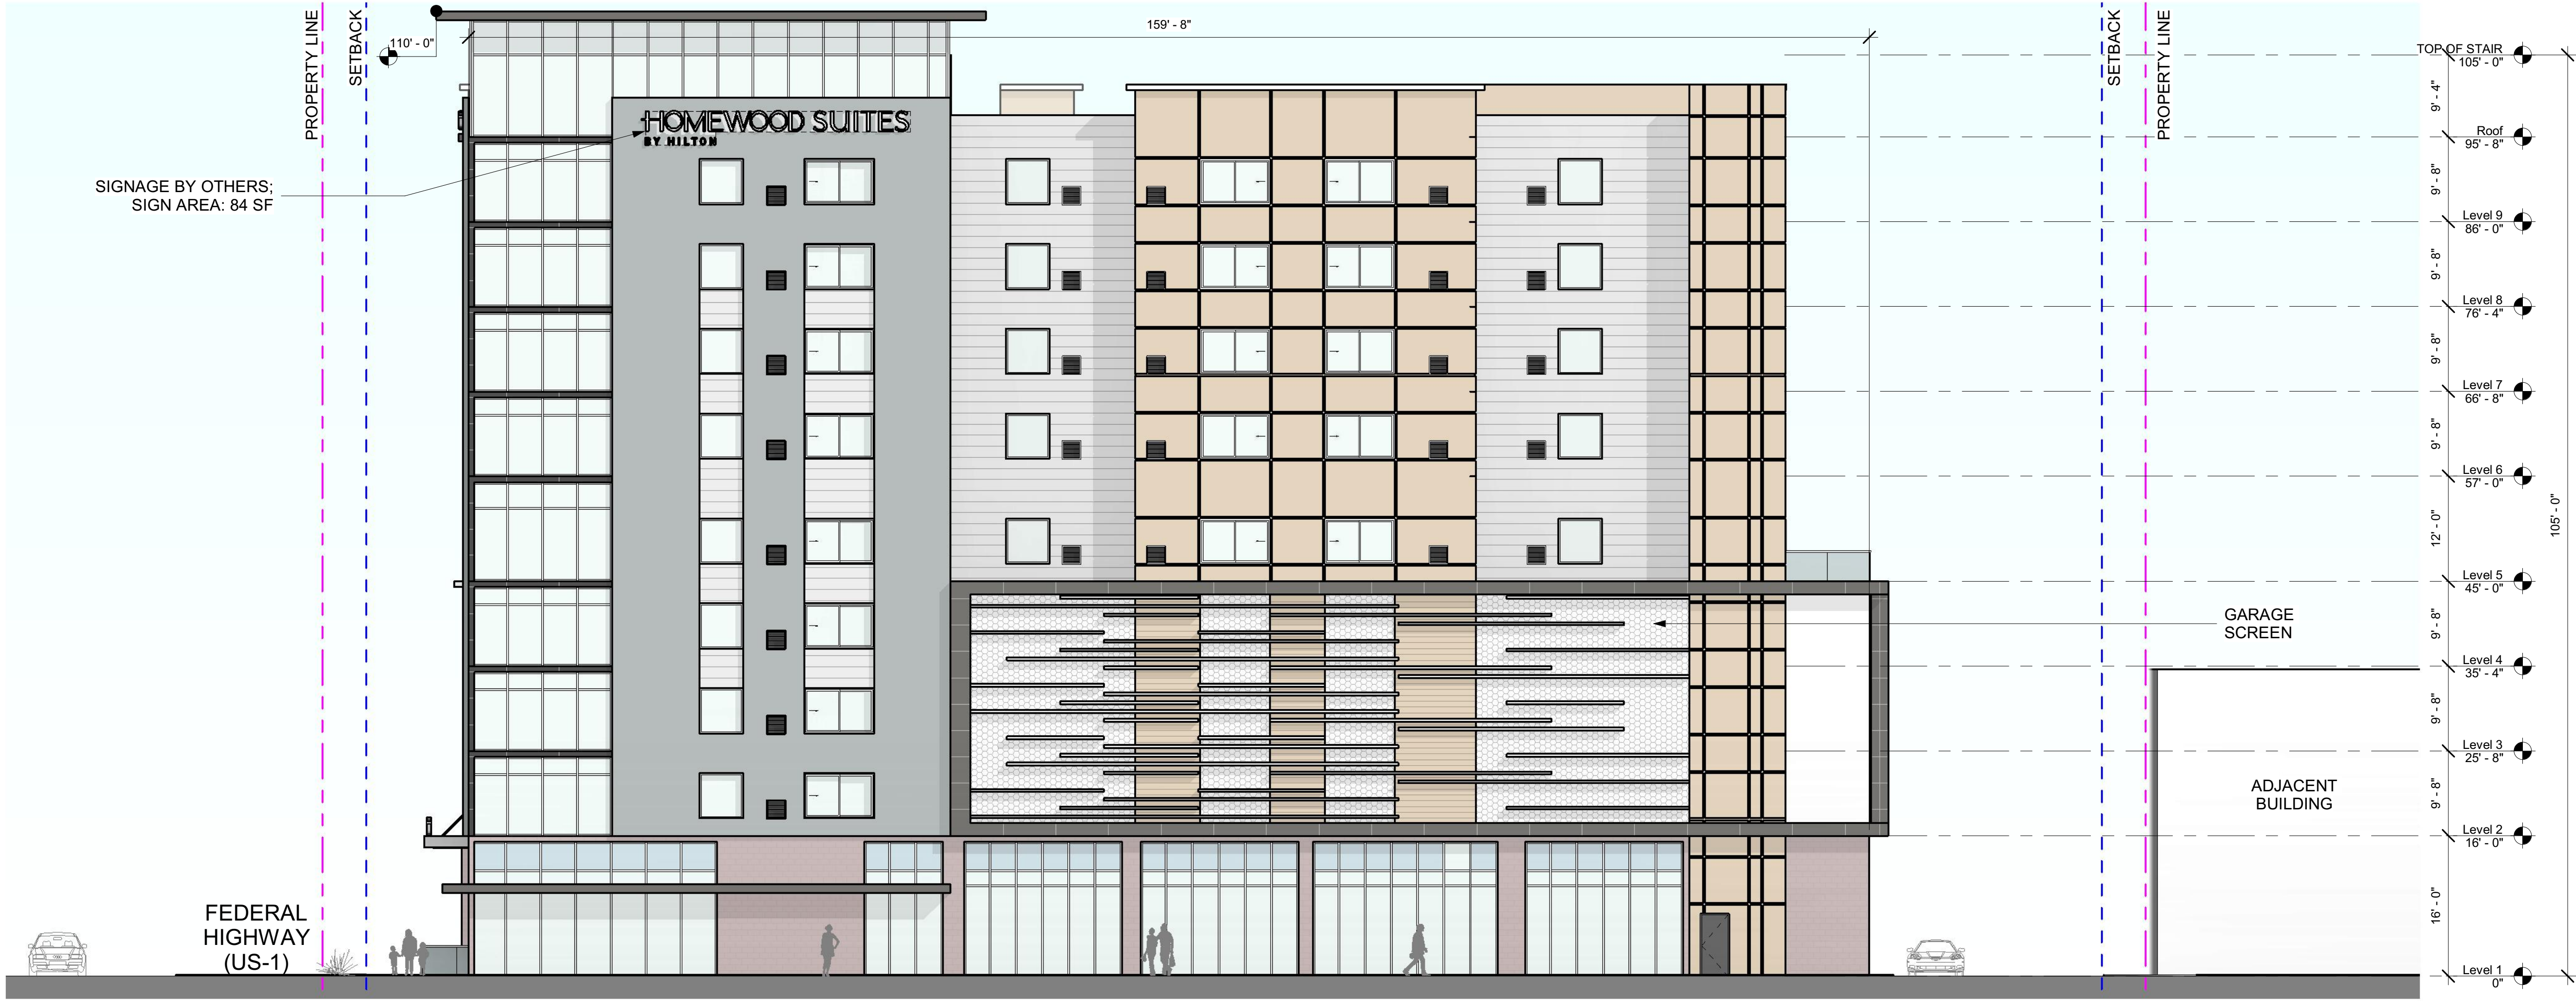 PROPERTY LINE
SETBACK
110' - 0"
159' - 8"
SETBACK
PROPERTY LINE
TOP OF STAIR
105' - 0"
9' - 4"
Roof
95' - 8"
9' - 8"
Level 9
86' - 0"
9' - 8"
Level 8
76' - 4"
9' - 8"
Level 7
66' - 8"
9' - 8"
Level 6
57' - 0"
12' - 0"
105' - 0"
Level 5
45' - 0"
9' - 8"
Level 4
35' - 4"
9' - 8"
Level 3
25' - 8"
9' - 8"
Level 2
16' - 0"
16' - 0"
Level 1
0"
HOMEWOOD SUITES
BY HILTON
SIGNAGE BY OTHERS;
SIGN AREA: 84 SF
GARAGE
SCREEN
ADJACENT
BUILDING
FEDERAL
HIGHWAY
(US-1)